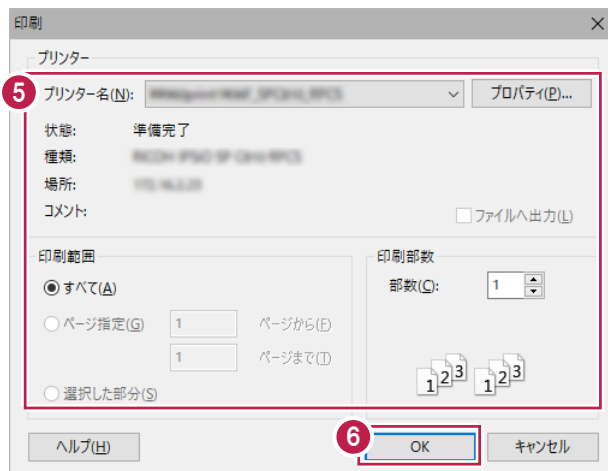 印刷
プリンター
5
プリンター名(N):
プロパティ(P)...
状態: 準備完了
種類:
場所:
コメント:
ファイルへ出力(L)
印刷範囲
すべて(A)
ページ指定(G) 1 ページから(F)
1 ページまで(T)
選択した部分(S)
印刷部数
部数(C): 1
1 2 3 1 2 3
ヘルプ(H)
6
OK
キャンセル